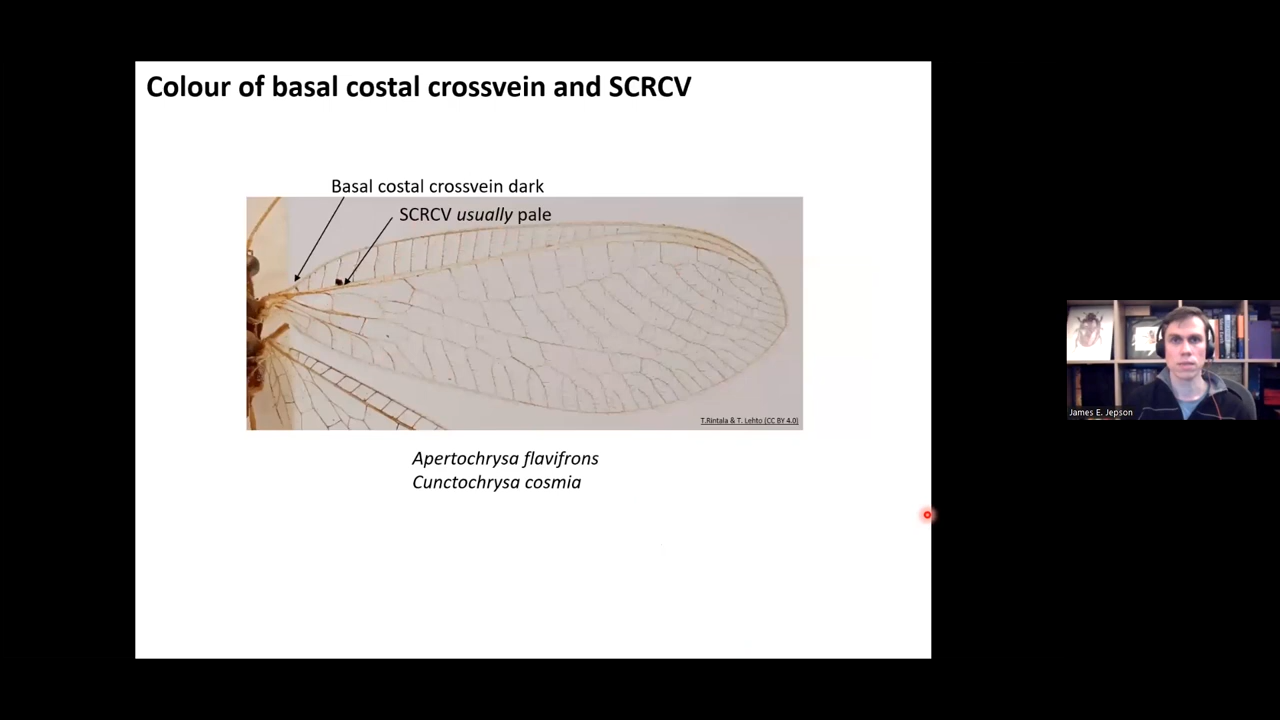 Colour of basal costal crossvein and SCRCV
Basal costal crossvein dark
SCRCV usually pale
T.Rintala & T. Lehto (CC BY 4.0)
Apertochrysa flavifrons
Cunctochrysa cosmia
James E. Jepson